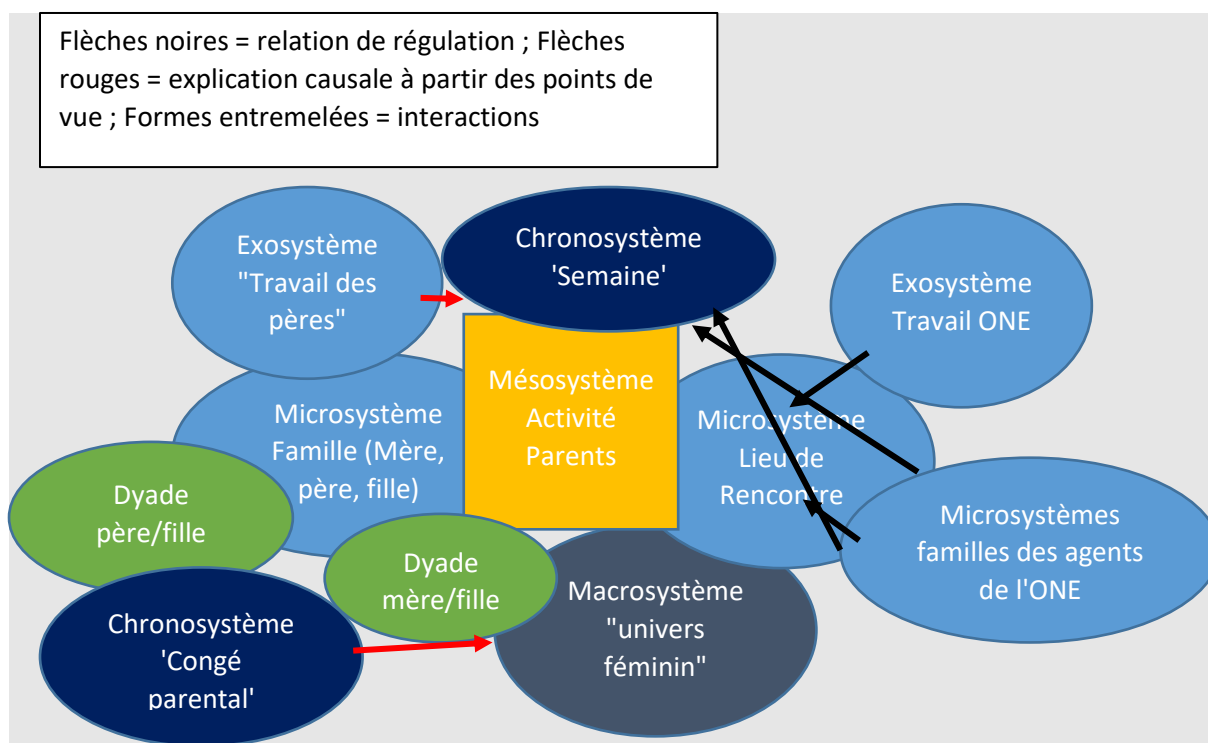 Flèches noires = relation de régulation ; Flèches
rouges = explication causale à partir des points de
vue ; Formes entremelées = interactions
Exosystème
"Travail des
pères"
Chronosystème
'Semaine'
Exosystème
Travail ONE
Microsystème
Famille (Mère,
père, fille)
Mésosystème
Activité
Parents
Microsystème
Lieu de
Rencontre
Dyade
père/fille
Dyade
mère/fille
Microsystèmes
familles des agents
de l'ONE
Chronosystème
'Congé
parental'
Macrosystème
"univers
féminin"